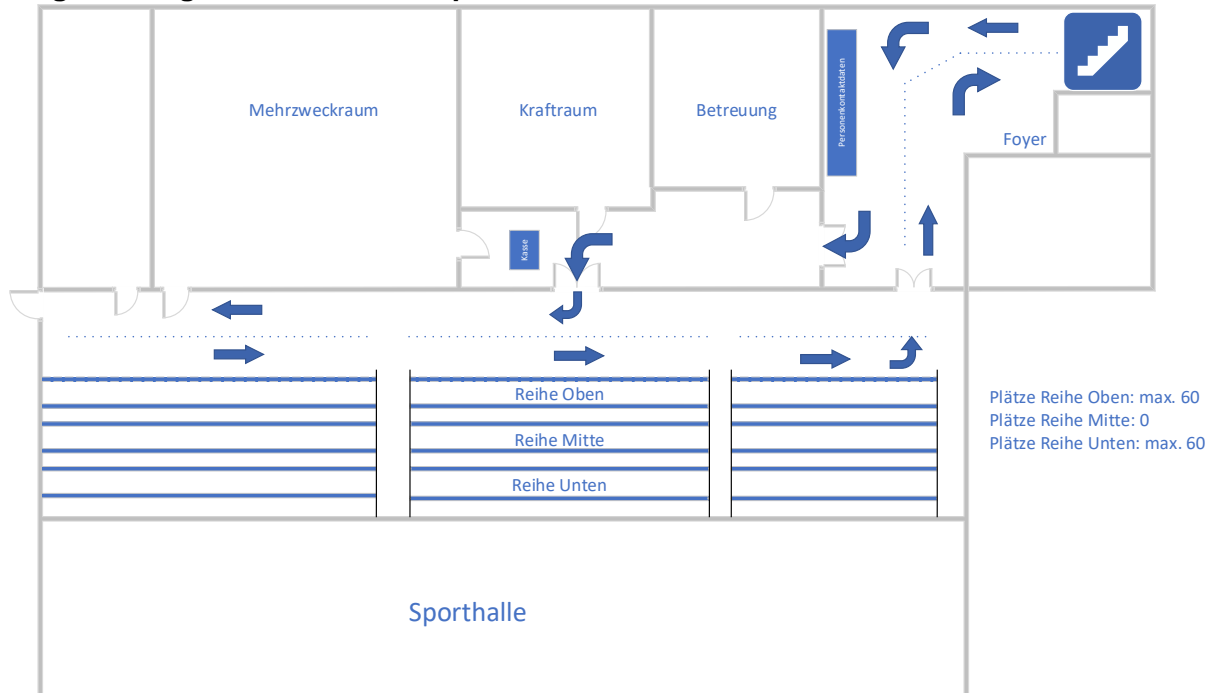 Mehrzweckraum
Kraftraum
Betreuung
Personenkontaktdaten
Foyer
Kasse
Reihe Oben
Reihe Mitte
Reihe Unten
Plätze Reihe Oben: max. 60
Plätze Reihe Mitte: 0
Plätze Reihe Unten: max. 60
Sporthalle